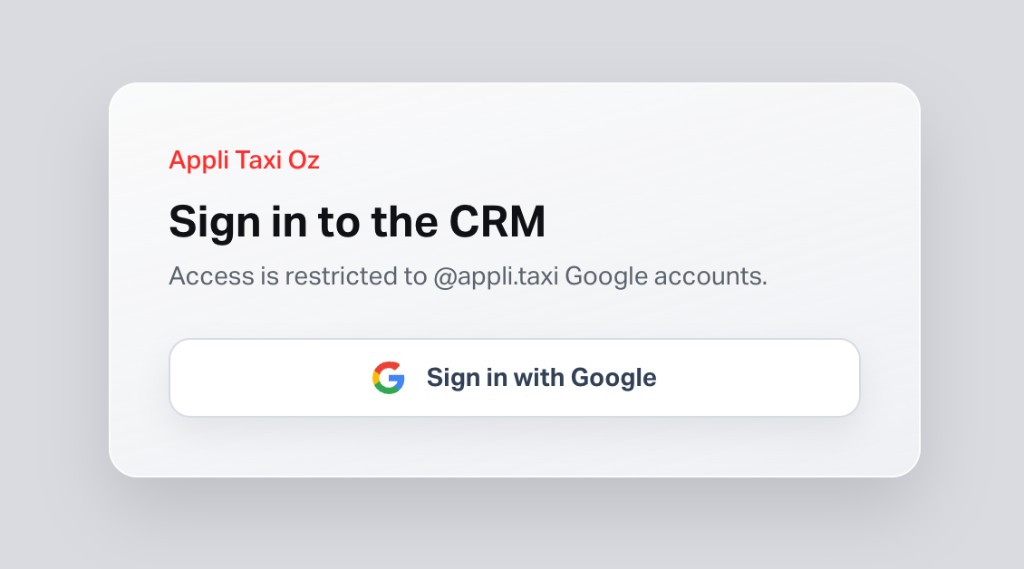 Appli Taxi Oz
Sign in to the CRM
Access is restricted to @appli.taxi Google accounts.
Sign in with Google